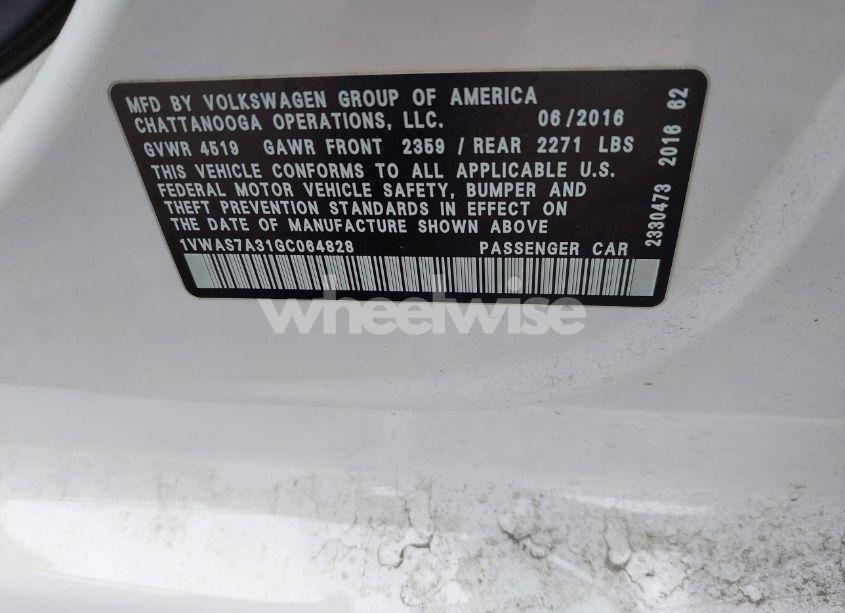 MFD BY VOLKSWAGEN GROUP OF AMERICA
CHATTANOOGA OPERATIONS, LLC. 06/2016
GVWR 4519 GAWR FRONT 2359 / REAR 2271 LBS
THIS VEHICLE CONFORMS TO ALL APPLICABLE U.S.
FEDERAL MOTOR VEHICLE SAFETY, BUMPER AND
THEFT PREVENTION STANDARDS IN EFFECT ON
THE DATE OF MANUFACTURE SHOWN ABOVE
1VWAS7A31GC064828 PASSENGER CAR
2330473 2016 62
wheelwise